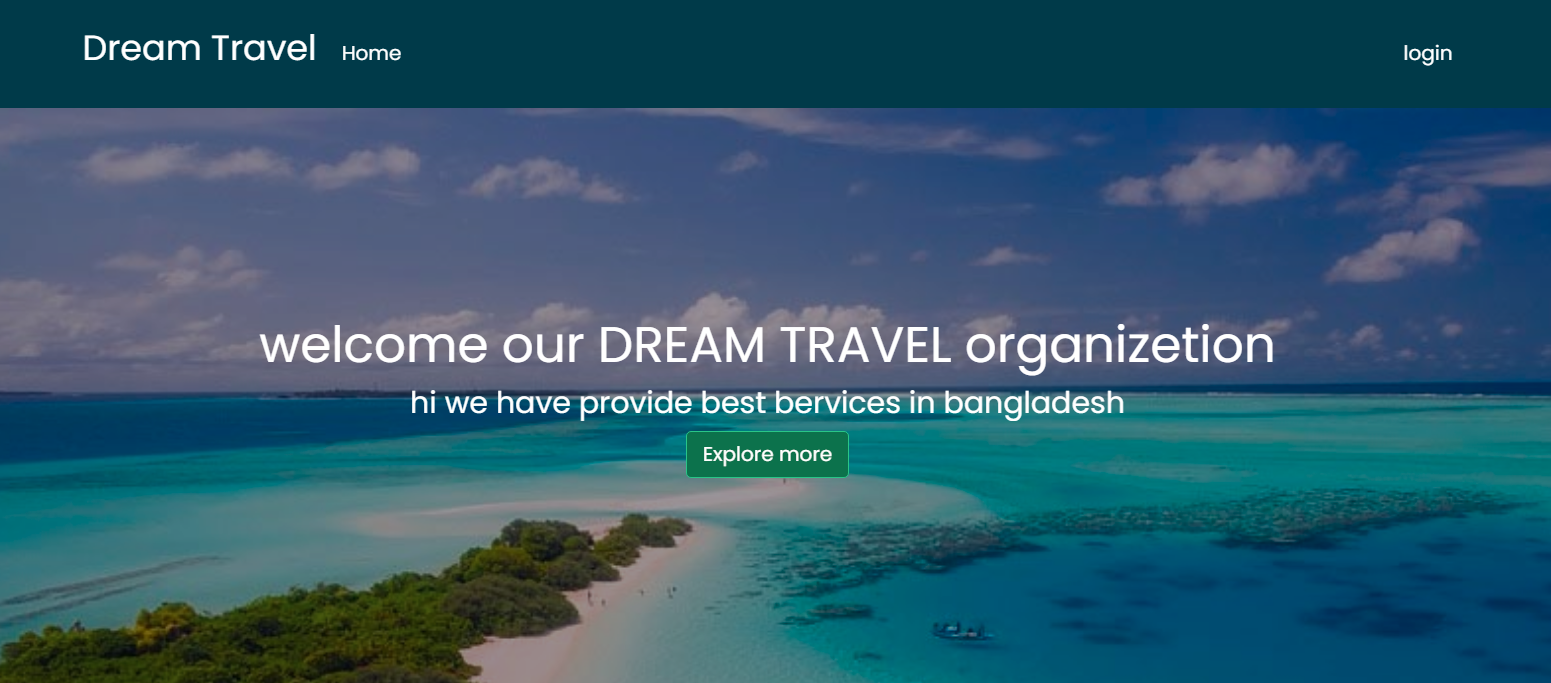 Dream Travel Home login
welcome our DREAM TRAVEL organizetion
hi we have provide best bervices in bangladesh
Explore more